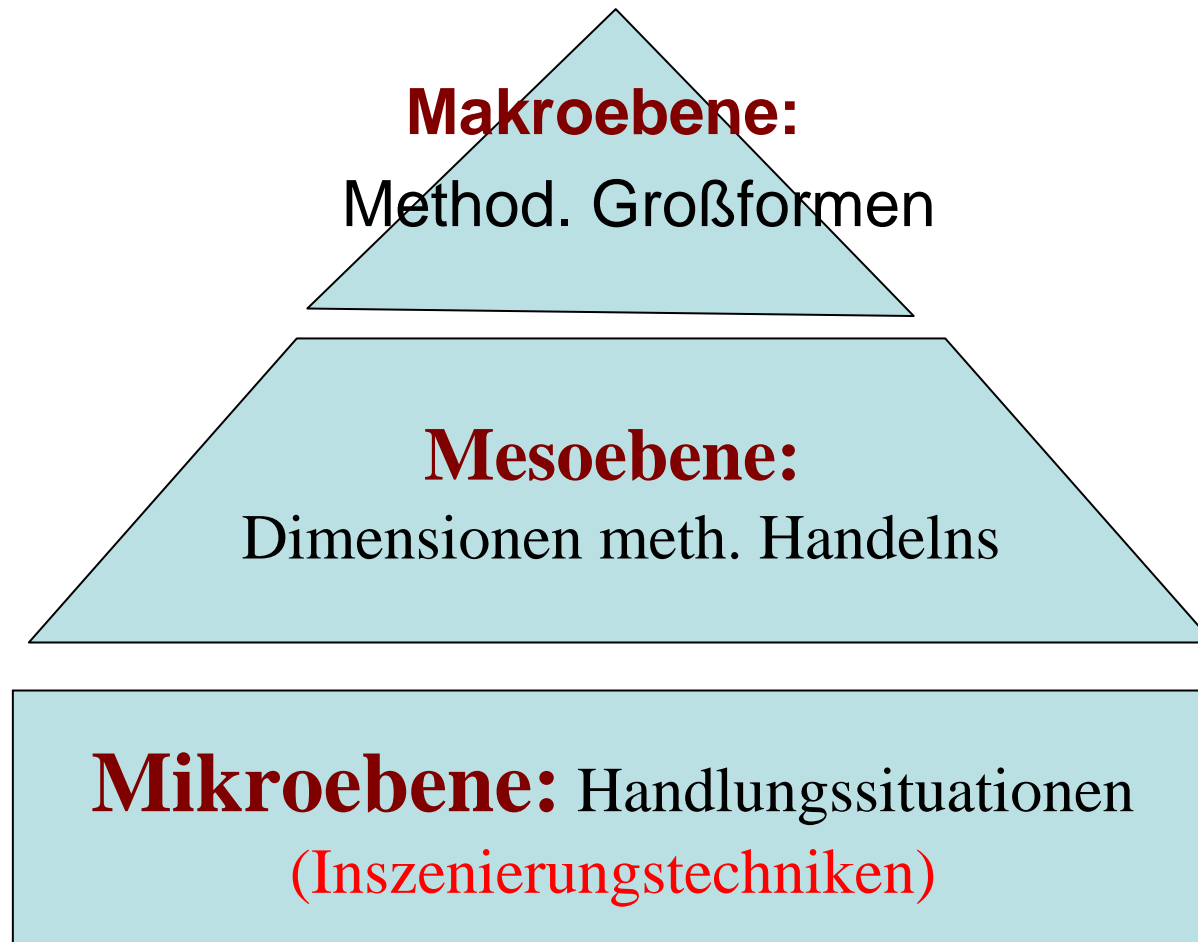 Makroebene:
Method. Großformen
Mesoebene:
Dimensionen meth. Handelns
Mikroebene: Handlungssituationen
(Inszenierungstechniken)